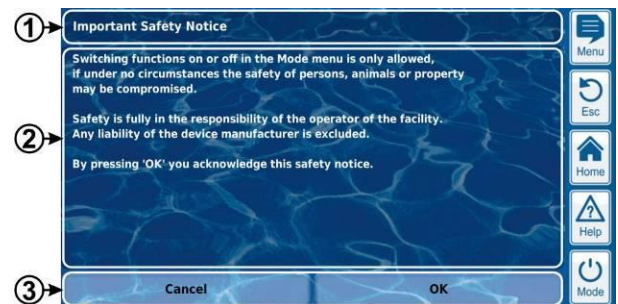 1
Important Safety Notice
2
Switching functions on or off in the Mode menu is only allowed,
if under no circumstances the safety of persons, animals or property
may be compromised.
Safety is fully in the responsibility of the operator of the facility.
Any liability of the device manufacturer is excluded.
By pressing 'OK' you acknowledge this safety notice.
3
Cancel
OK
Menu
Esc
Home
?
Help
Mode